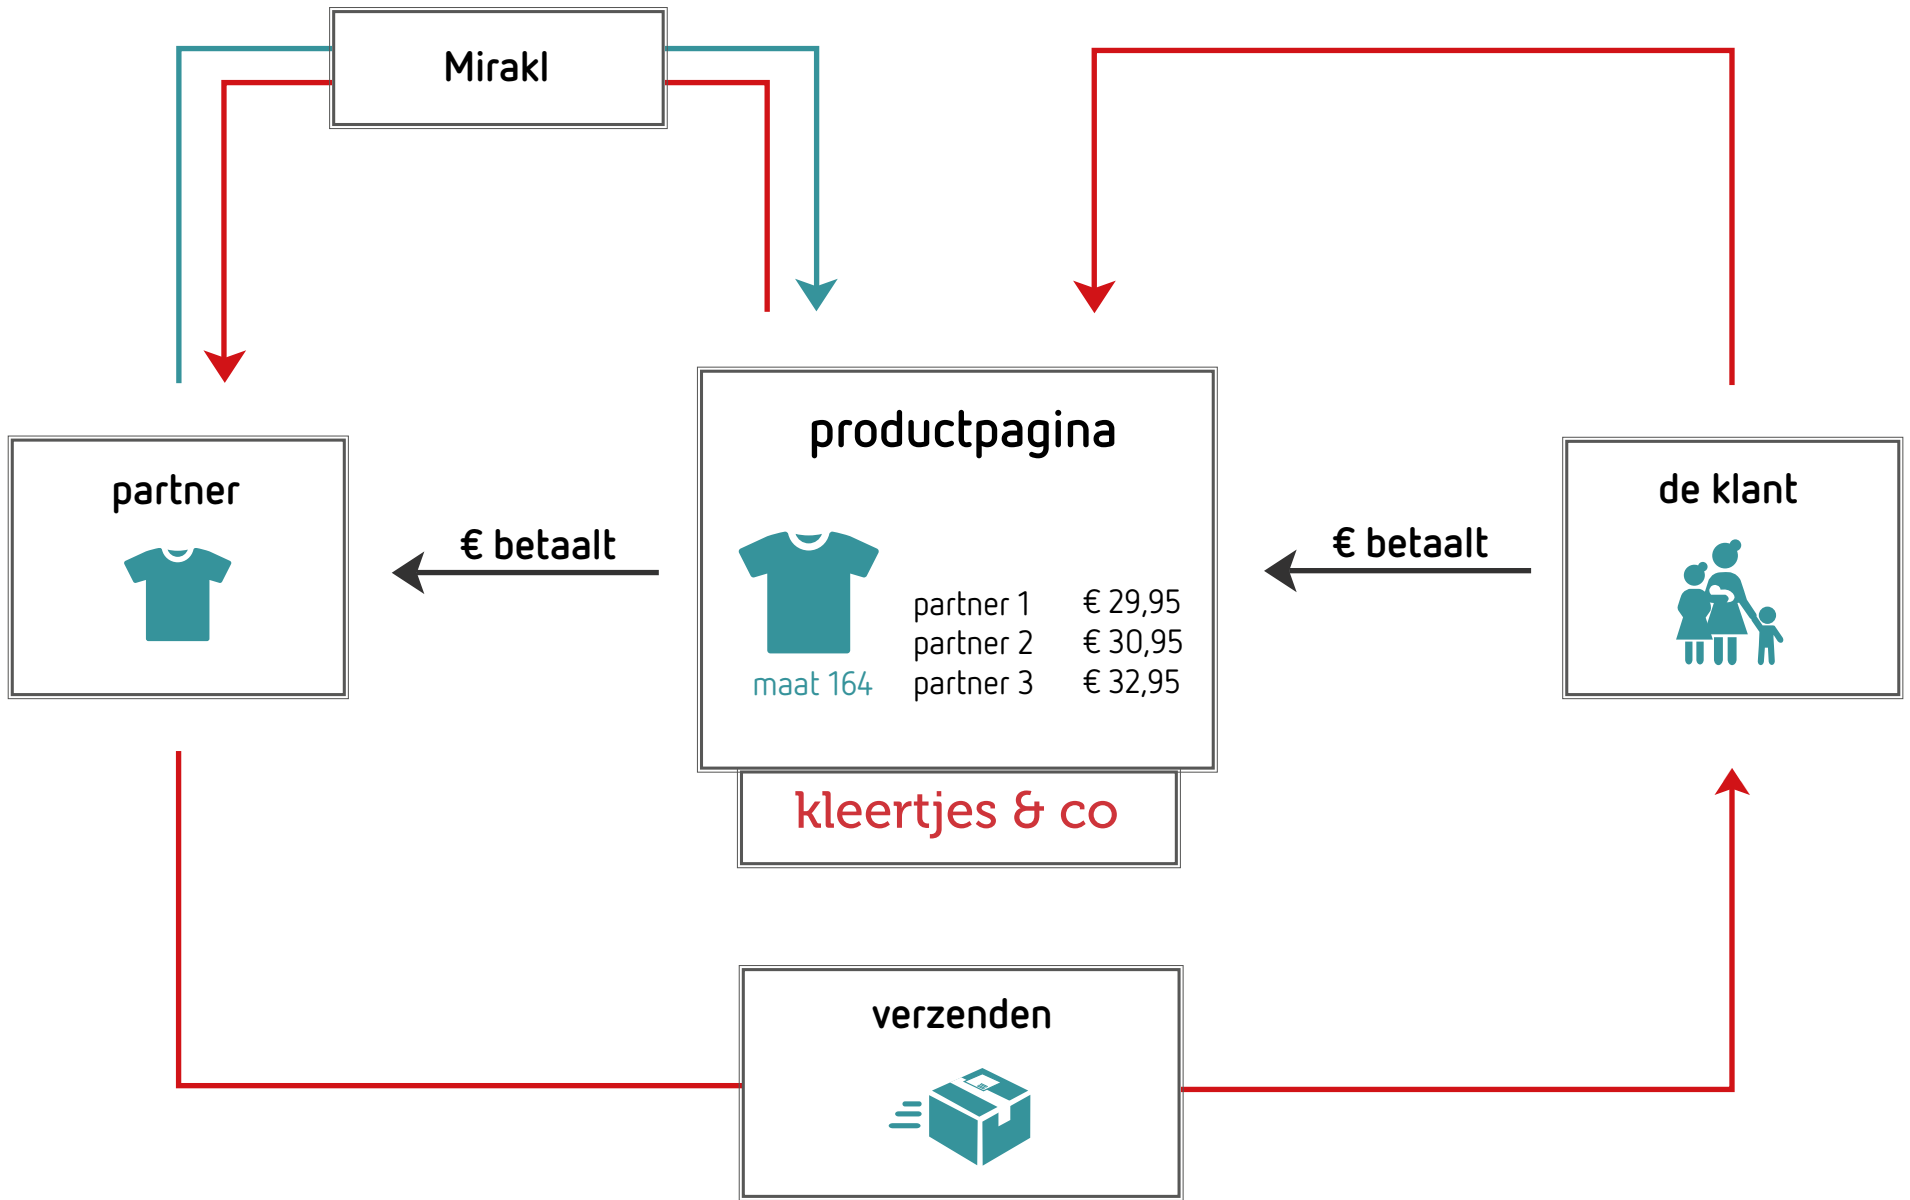 Mirakl
productpagina
partner
de klant
€ betaalt
€ betaalt
partner 1 € 29,95
partner 2 € 30,95
partner 3 € 32,95
maat 164
kleertjes & co
verzenden